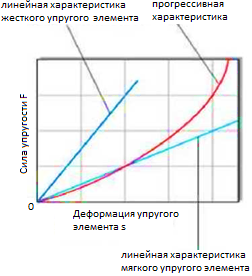 линейная характеристика
жесткого упругого элемента
прогрессивная
характеристика
Сила упругости F
0
Деформация упругого
элемента s
линейная характеристика
мягкого упругого элемента